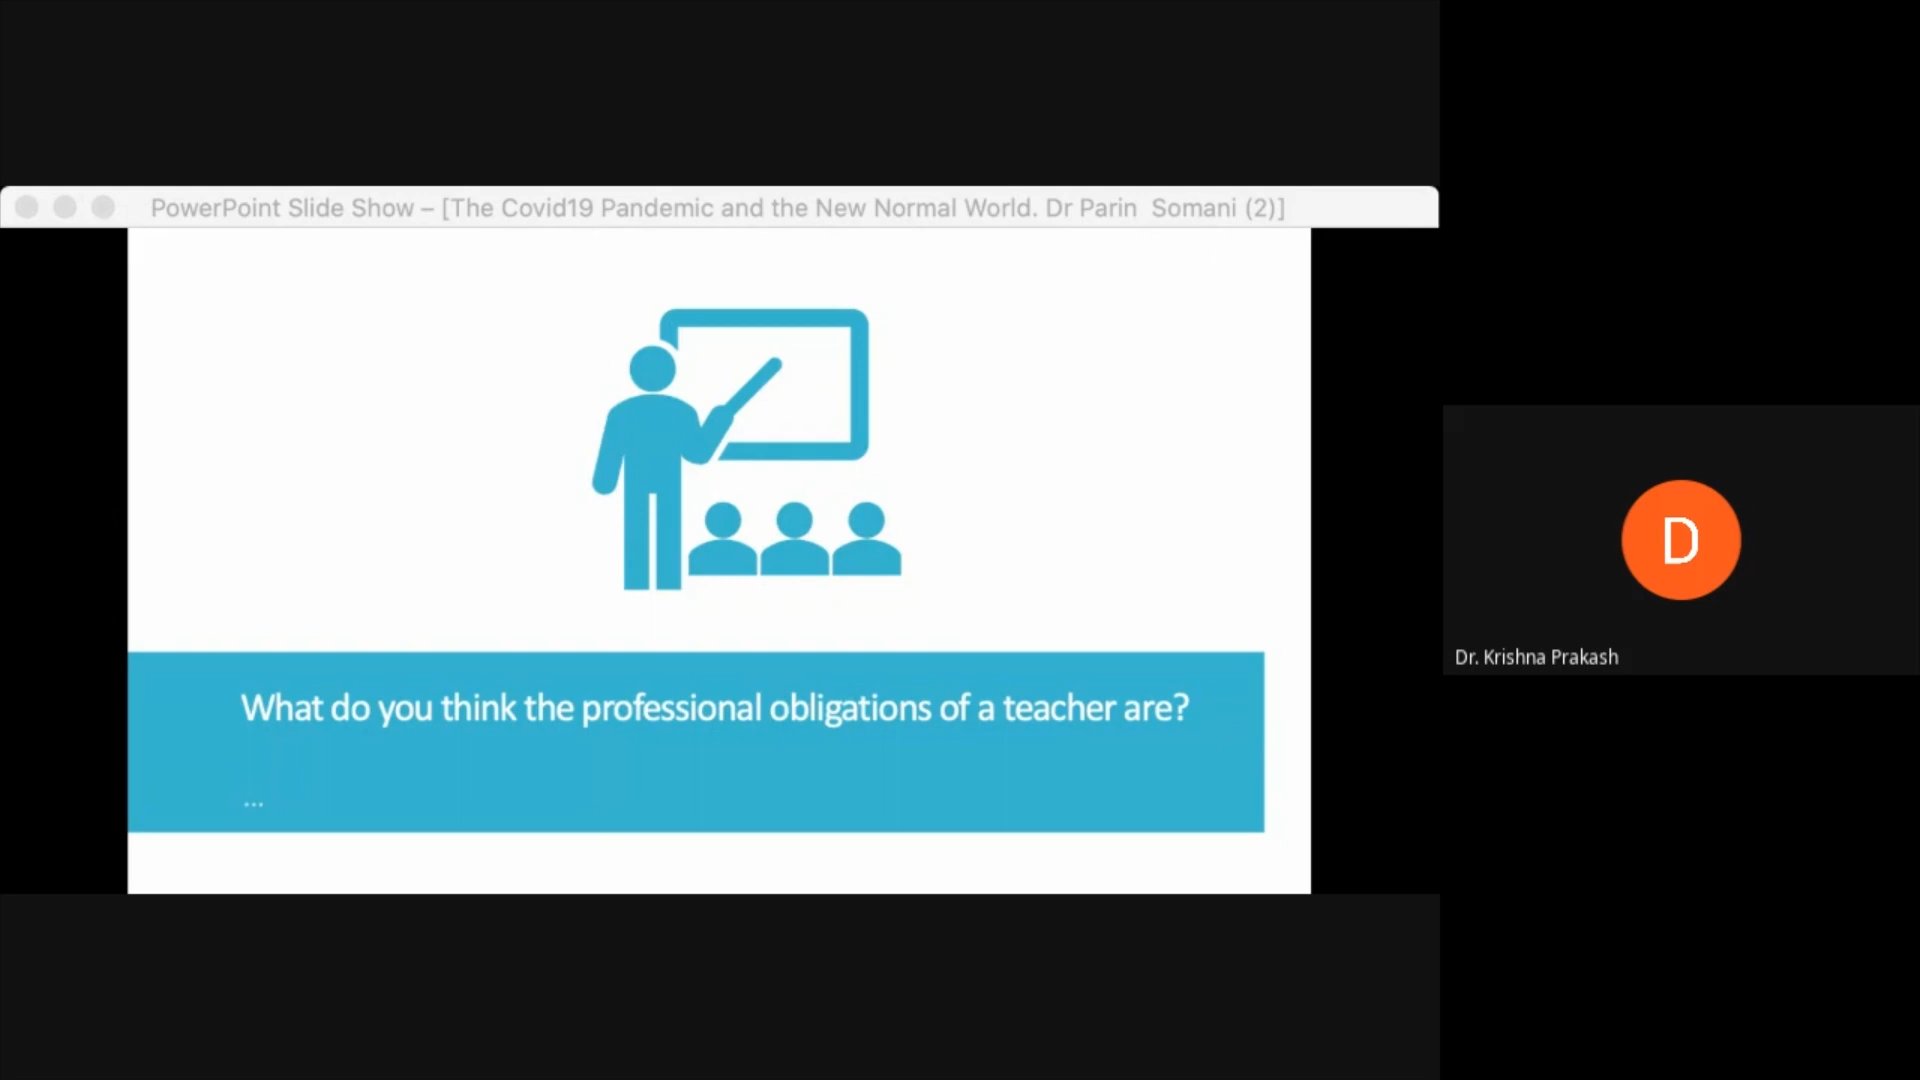 PowerPoint Slide Show – [The Covid19 Pandemic and the New Normal World. Dr Parin  Somani (2)]
What do you think the professional obligations of a teacher are?
...
D
Dr. Krishna Prakash